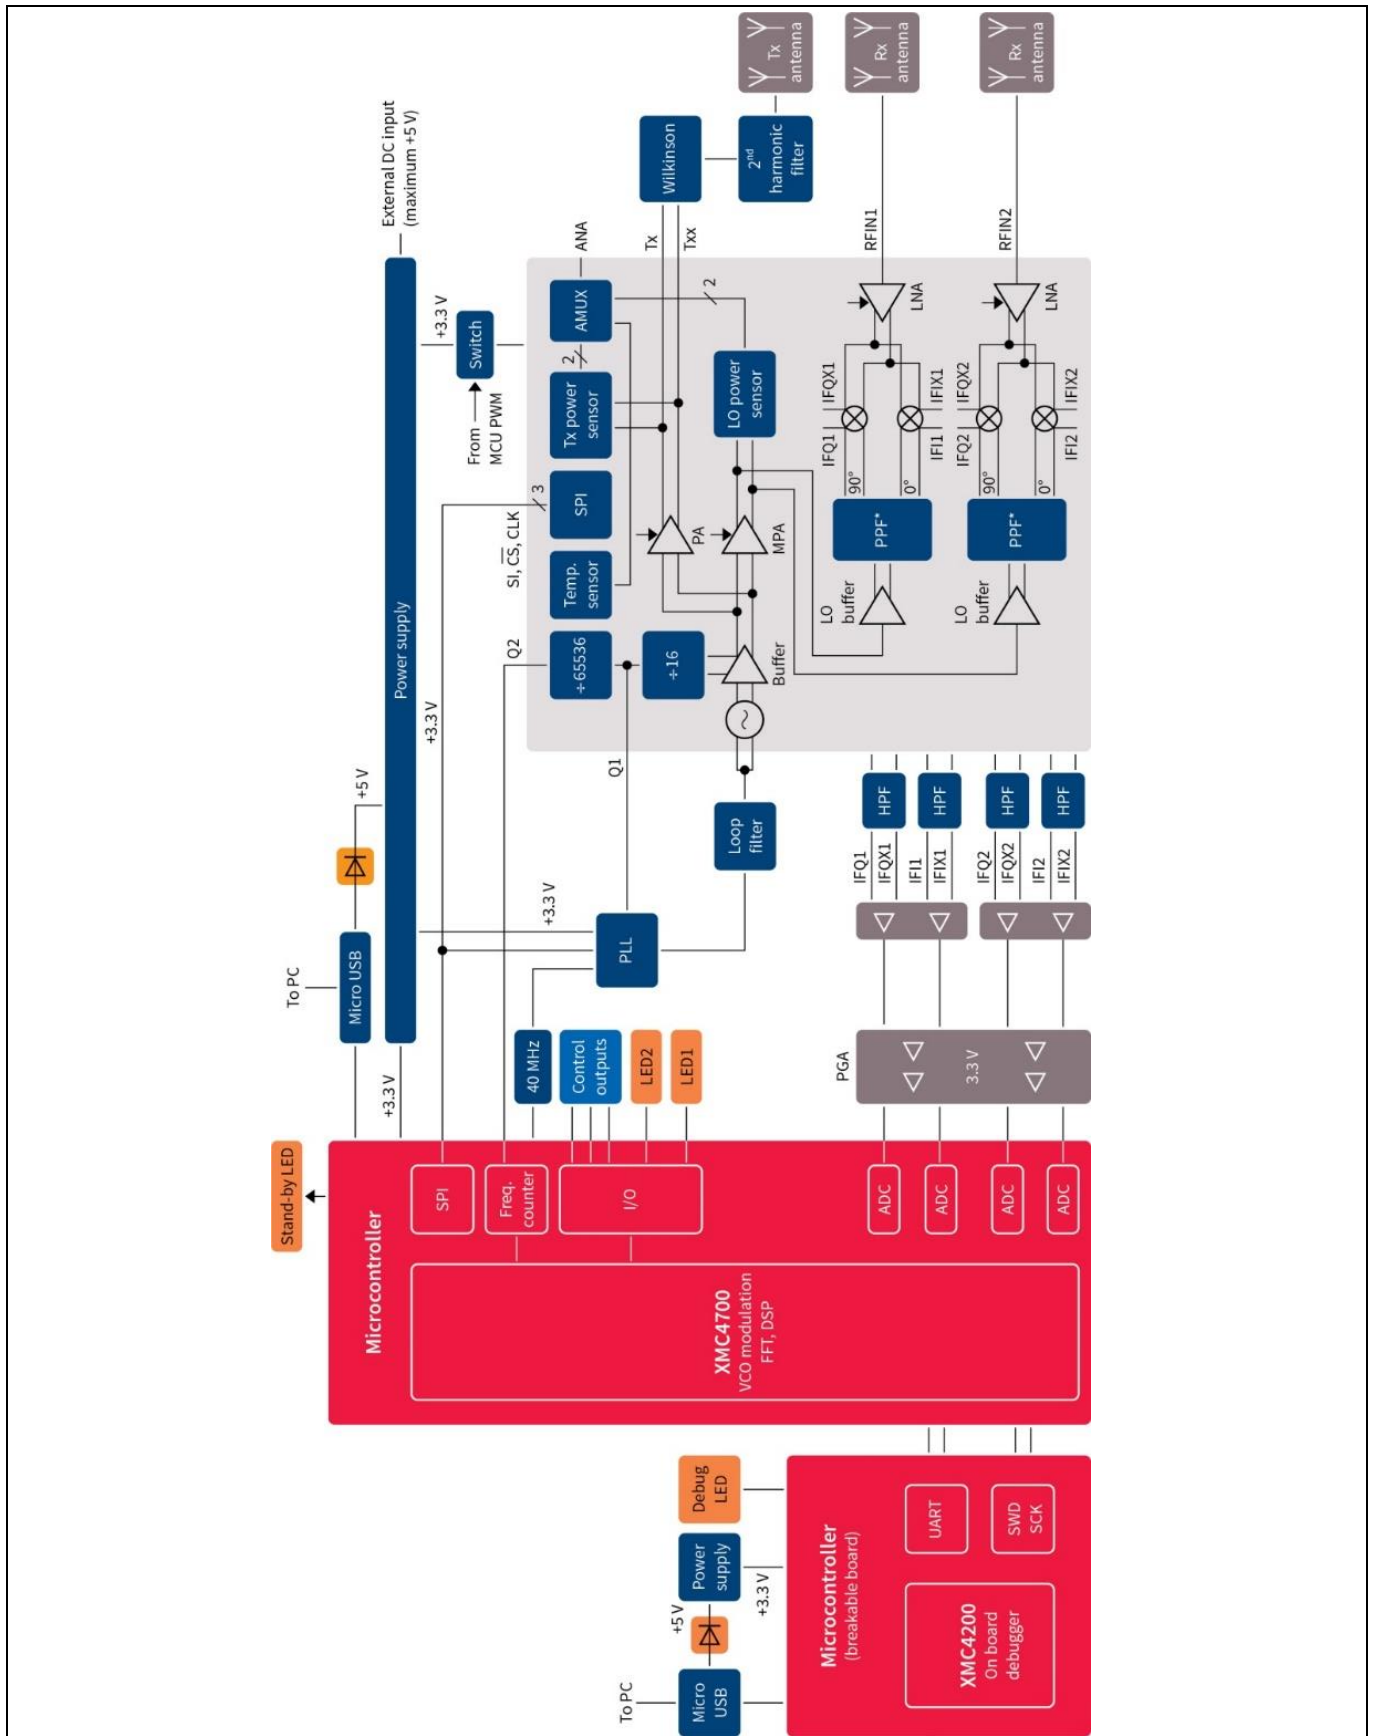 To PC
Micro
USB
+5 V
Power
supply
+3.3 V
Debug
LED
Microcontroller
(breakable board)
XMC4200
On board
debugger
UART
SWD
SCK
Stand-by LED
Microcontroller
XMC4700
VCO modulation
FFT, DSP
SPI
Freq.
counter
I/O
ADC
ADC
ADC
ADC
To PC
Micro USB
+5 V
+3.3 V
Power supply
External DC input
(maximum +5 V)
+3.3 V
+3.3 V
From
MCU PWM
Switch
40 MHz
Control
outputs
LED2
LED1
+3.3 V
PLL
Q1
Q2
Loop
filter
PGA
3.3 V
IFQ1
IFQX1
IFI1
IFIX1
IFQ2
IFQX2
IFI2
IFIX2
HPF
HPF
HPF
HPF
÷65536
÷16
Buffer
Temp.
sensor
SI, CS, CLK
3
SPI
Tx power
sensor
2
AMUX
ANA
2
PA
MPA
LO power
sensor
Tx
Txx
Wilkinson
2nd
harmonic
filter
Tx
antenna
LO
buffer
PPF*
90°
0°
IFQ1
IFQX1
IFI1
IFIX1
LNA
RFIN1
Rx
antenna
LO
buffer
PPF*
90°
0°
IFQ2
IFQX2
IFI2
IFIX2
LNA
RFIN2
Rx
antenna